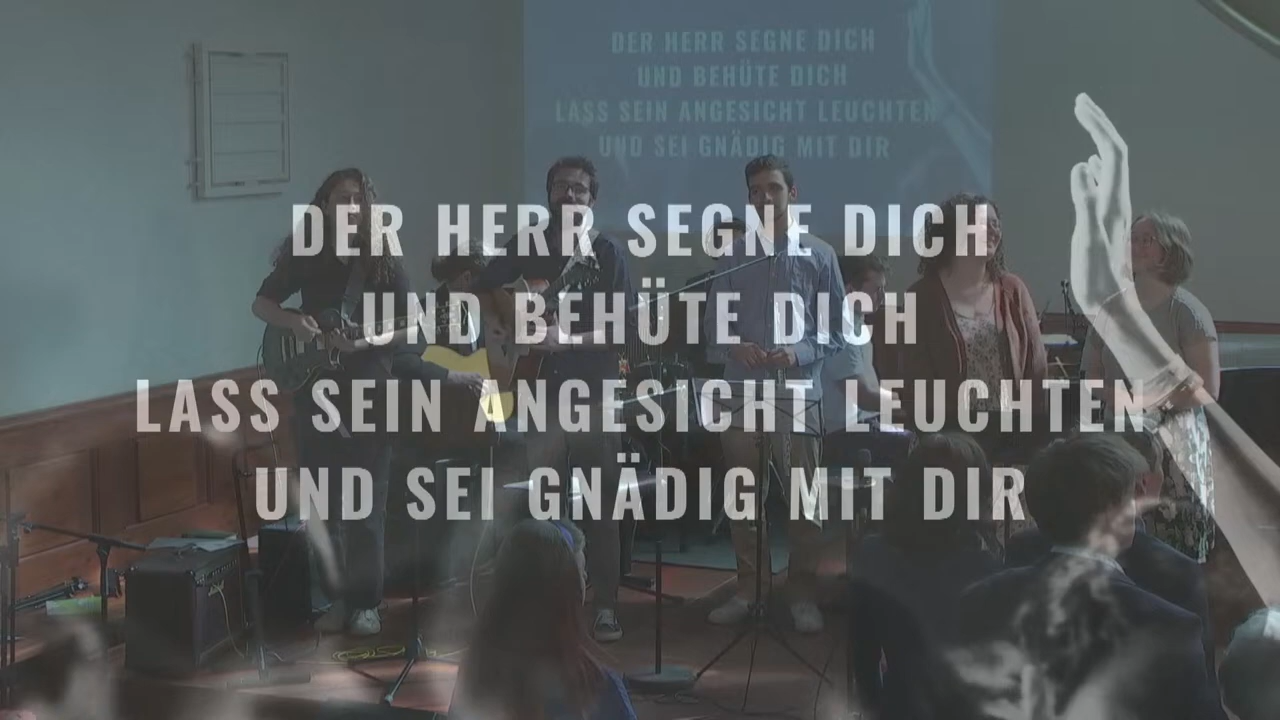 DER HERR SEGNE DICH
UND BEHÜTE DICH
LASS SEIN ANGESICHT LEUCHTEN
UND SEI GNÄDIG MIT DIR
DER HERR SEGNE DICH
UND BEHÜTE DICH
LASS SEIN ANGESICHT LEUCHTEN
UND SEI GNÄDIG MIT DIR